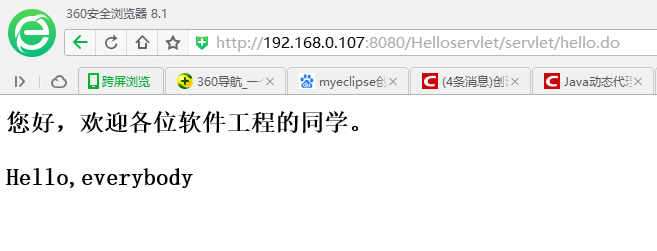 360安全浏览器 8.1
http://192.168.0.107:8080/Helloservlet/servlet/hello.do
跨屏浏览 360导航_一 myeclipse创 (4条消息)创 Java动态代理
您好，欢迎各位软件工程的同学。
Hello,everybody